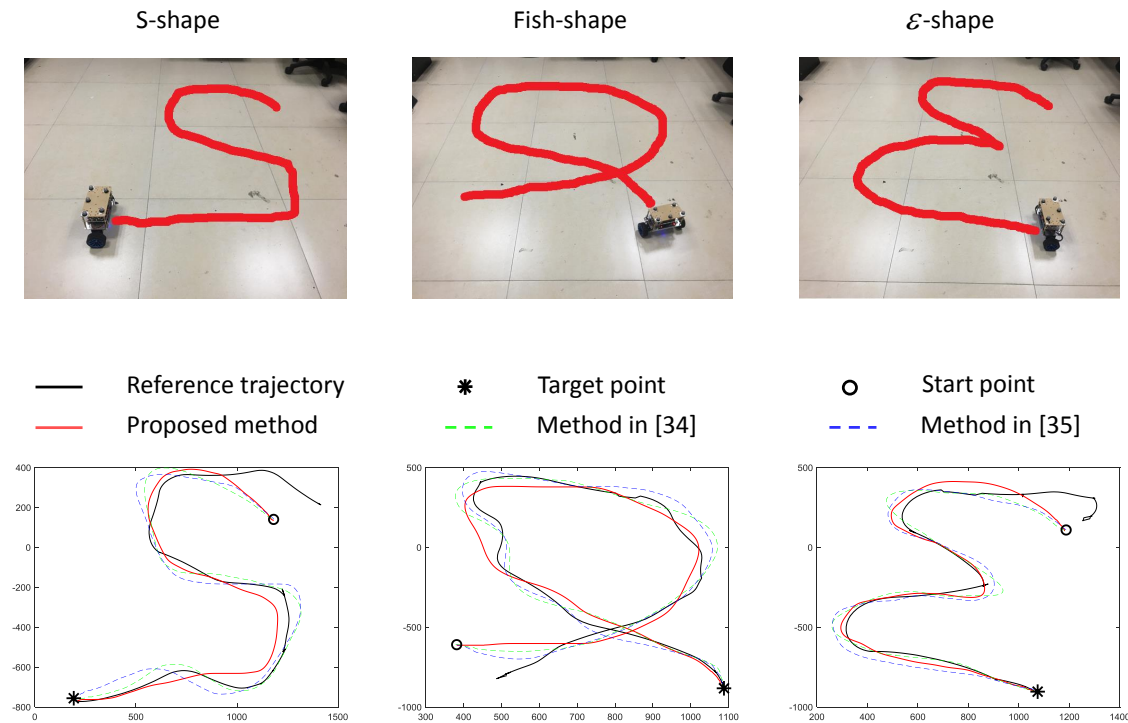 S-shape Fish-shape ε-shape
Reference trajectory Target point Start point
Proposed method Method in [34] Method in [35]
400
200
0
-200
-400
-600
-800
0 500 1000 1500
500
0
-500
-1000
300 400 500 600 700 800 900 1000 1100
500
0
-500
-1000
200 400 600 800 1000 1200 1400